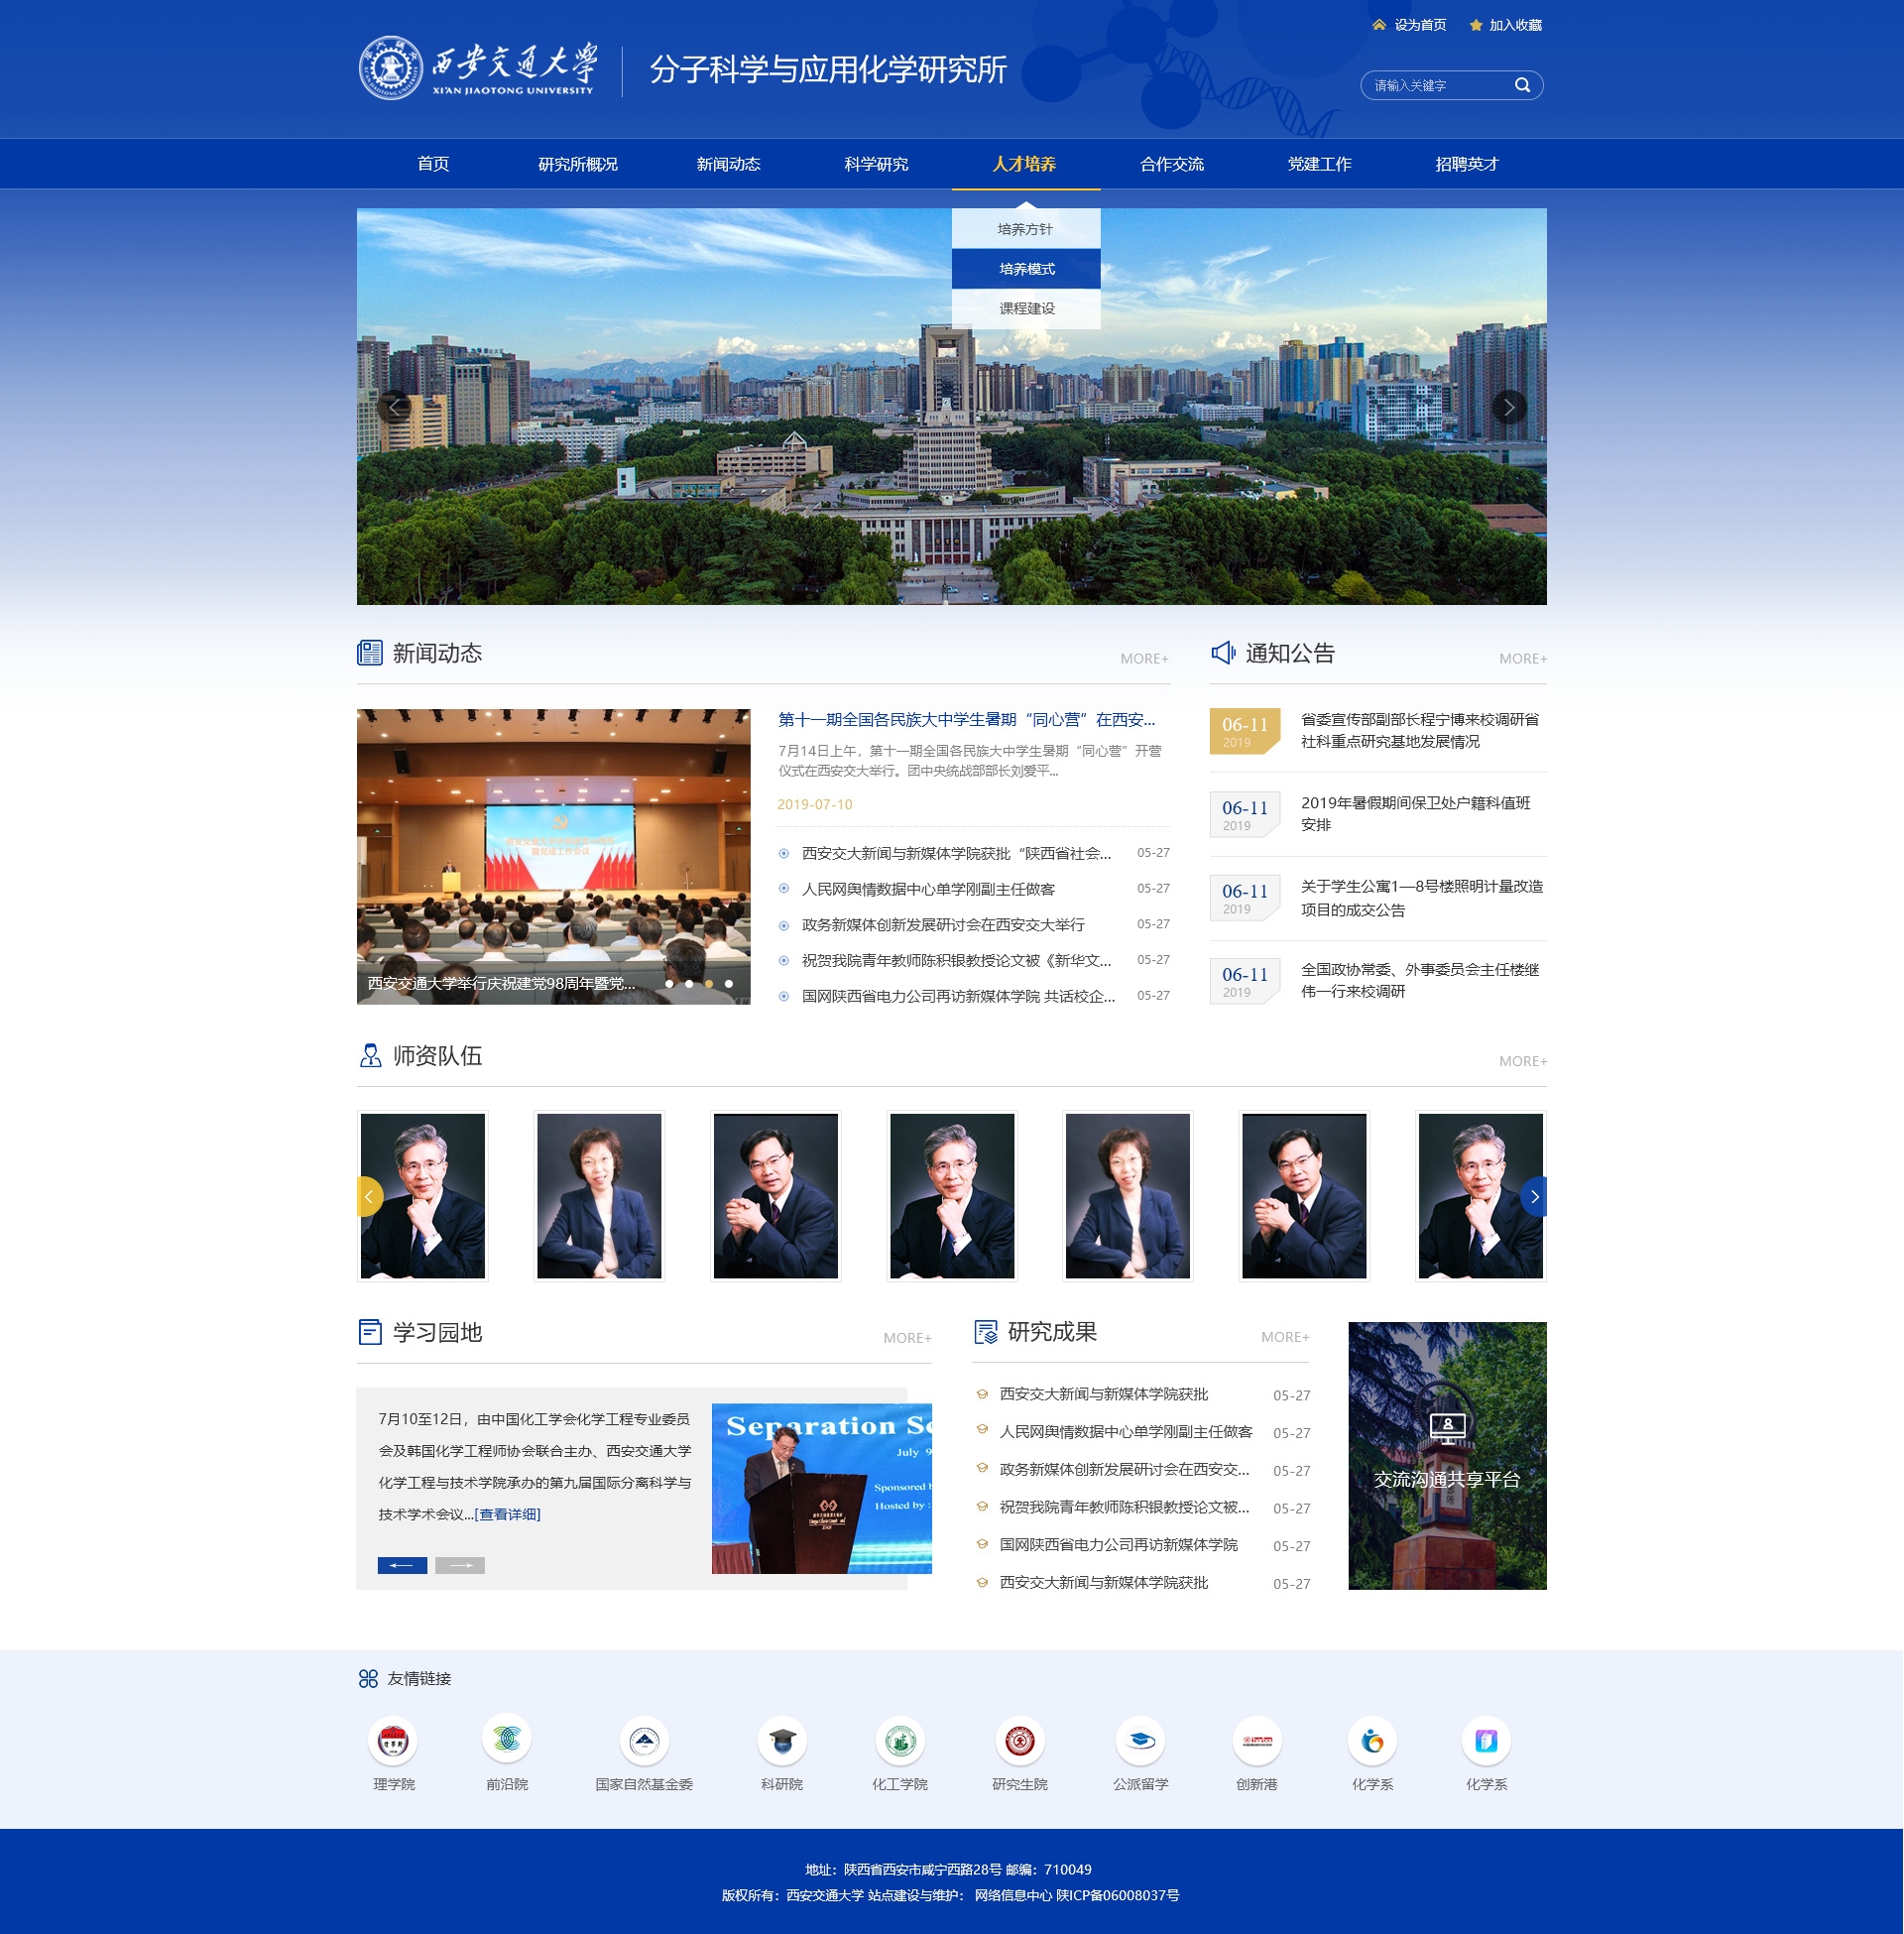 设为首页
加入收藏
西安交通大学
XI'AN JIAOTONG UNIVERSITY
分子科学与应用化学研究所
请输入关键字
首页
研究所概况
新闻动态
科学研究
人才培养
合作交流
党建工作
招聘英才
培养方针
培养模式
课程建设
新闻动态
MORE+
西安交通大学举行庆祝建党98周年暨党...
第十一期全国各民族大中学生暑期“同心营”在西安...
7月14日上午，第十一期全国各民族大中学生暑期“同心营”开营
仪式在西安交大举行。团中央统战部部长刘爱平...
2019-07-10
西安交大新闻与新媒体学院获批“陕西省社会... 05-27
人民网舆情数据中心单学刚副主任做客 05-27
政务新媒体创新发展研讨会在西安交大举行 05-27
祝贺我院青年教师陈积银教授论文被《新华文... 05-27
国网陕西省电力公司再访新媒体学院 共话校企... 05-27
通知公告
MORE+
06-11
2019
省委宣传部副部长程宁博来校调研省
社科重点研究基地发展情况
06-11
2019
2019年暑假期间保卫处户籍科值班
安排
06-11
2019
关于学生公寓1—8号楼照明计量改造
项目的成交公告
06-11
2019
全国政协常委、外事委员会主任楼继
伟一行来校调研
师资队伍
MORE+
学习园地
MORE+
7月10至12日，由中国化工学会化学工程专业委员
会及韩国化学工程师协会联合主办、西安交通大学
化学工程与技术学院承办的第九届国际分离科学与
技术学术会议...[查看详细]
Separation Sc
July 9
Sponsored b
Hosted by :
研究成果
MORE+
西安交大新闻与新媒体学院获批 05-27
人民网舆情数据中心单学刚副主任做客 05-27
政务新媒体创新发展研讨会在西安交... 05-27
祝贺我院青年教师陈积银教授论文被... 05-27
国网陕西省电力公司再访新媒体学院 05-27
西安交大新闻与新媒体学院获批 05-27
交流沟通共享平台
友情链接
理学院
前沿院
国家自然基金委
科研院
化工学院
研究生院
公派留学
创新港
化学系
化学系
地址：陕西省西安市咸宁西路28号 邮编：710049
版权所有：西安交通大学 站点建设与维护： 网络信息中心 陕ICP备06008037号